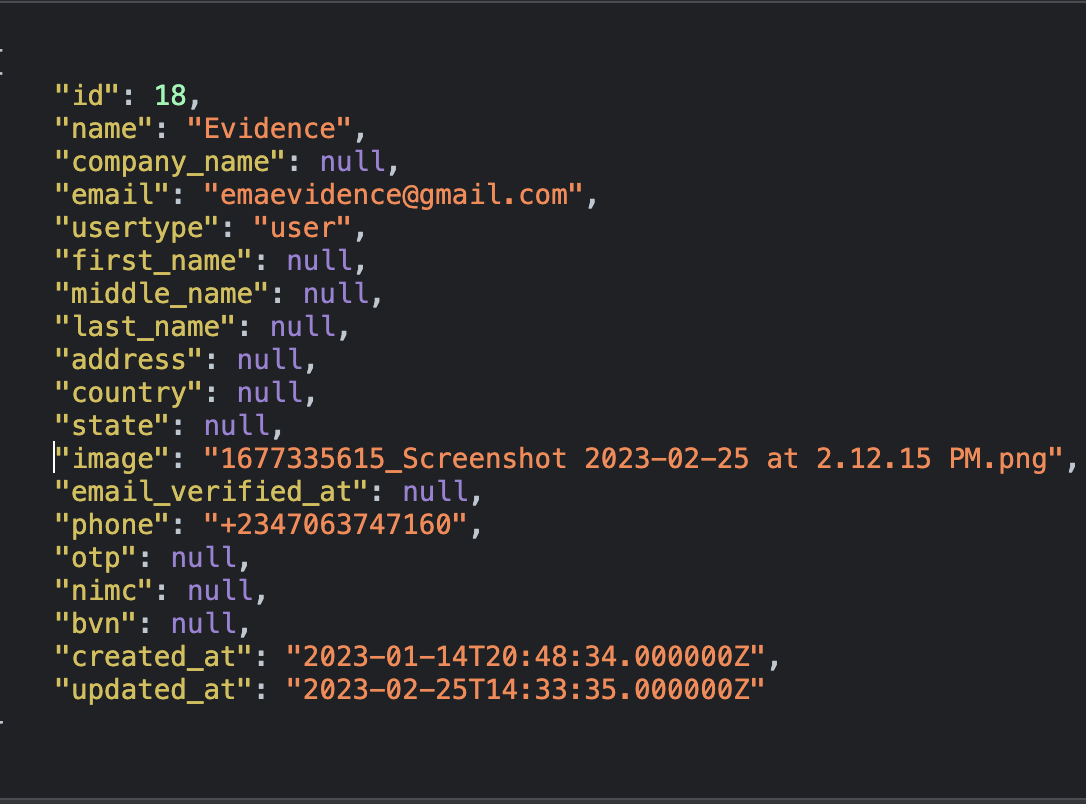 "id": 18,
"name": "Evidence",
"company_name": null,
"email": "emaevidence@gmail.com",
"usertype": "user",
"first_name": null,
"middle_name": null,
"last_name": null,
"address": null,
"country": null,
"state": null,
"image": "1677335615_Screenshot 2023-02-25 at 2.12.15 PM.png",
"email_verified_at": null,
"phone": "+2347063747160",
"otp": null,
"nimc": null,
"bvn": null,
"created_at": "2023-01-14T20:48:34.000000Z",
"updated_at": "2023-02-25T14:33:35.000000Z"